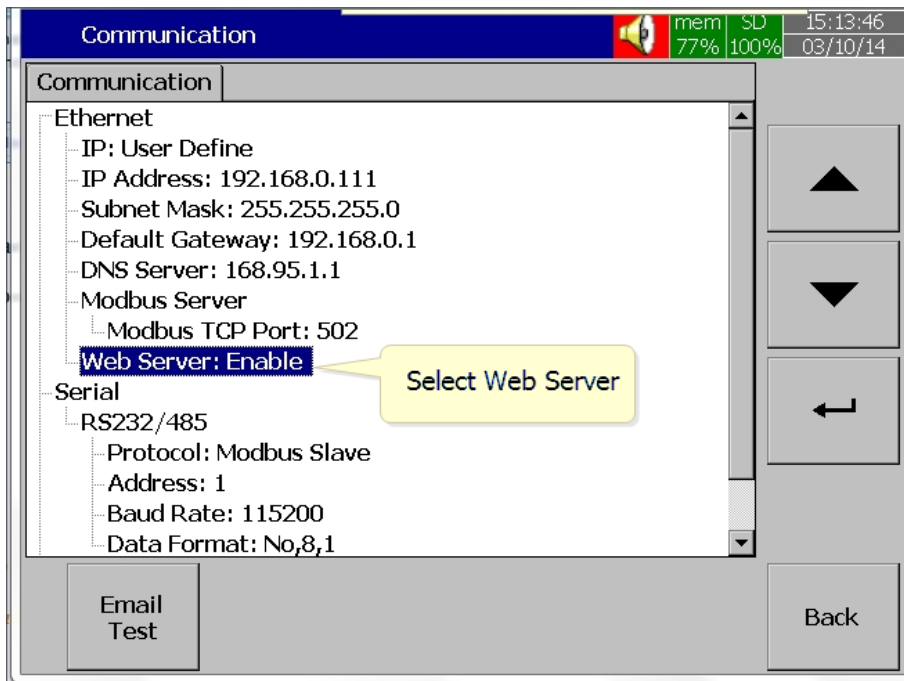 Communication
mem SD 15:13:46
77% 100% 03/10/14
Communication
Ethernet
IP: User Define
IP Address: 192.168.0.111
Subnet Mask: 255.255.255.0
Default Gateway: 192.168.0.1
DNS Server: 168.95.1.1
Modbus Server
Modbus TCP Port: 502
Web Server: Enable
Select Web Server
Serial
RS232/485
Protocol: Modbus Slave
Address: 1
Baud Rate: 115200
Data Format: No,8,1
Email
Test
Back